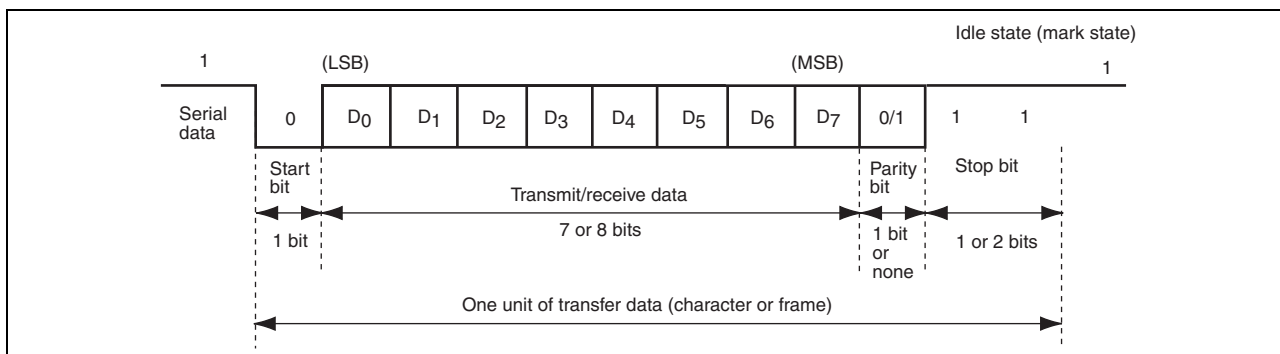 Idle state (mark state)
1 (LSB) (MSB) 1
Serial data 0 D0 D1 D2 D3 D4 D5 D6 D7 0/1 1 1
Start bit
Transmit/receive data
Parity bit
Stop bit
1 bit
7 or 8 bits
1 bit or none
1 or 2 bits
One unit of transfer data (character or frame)